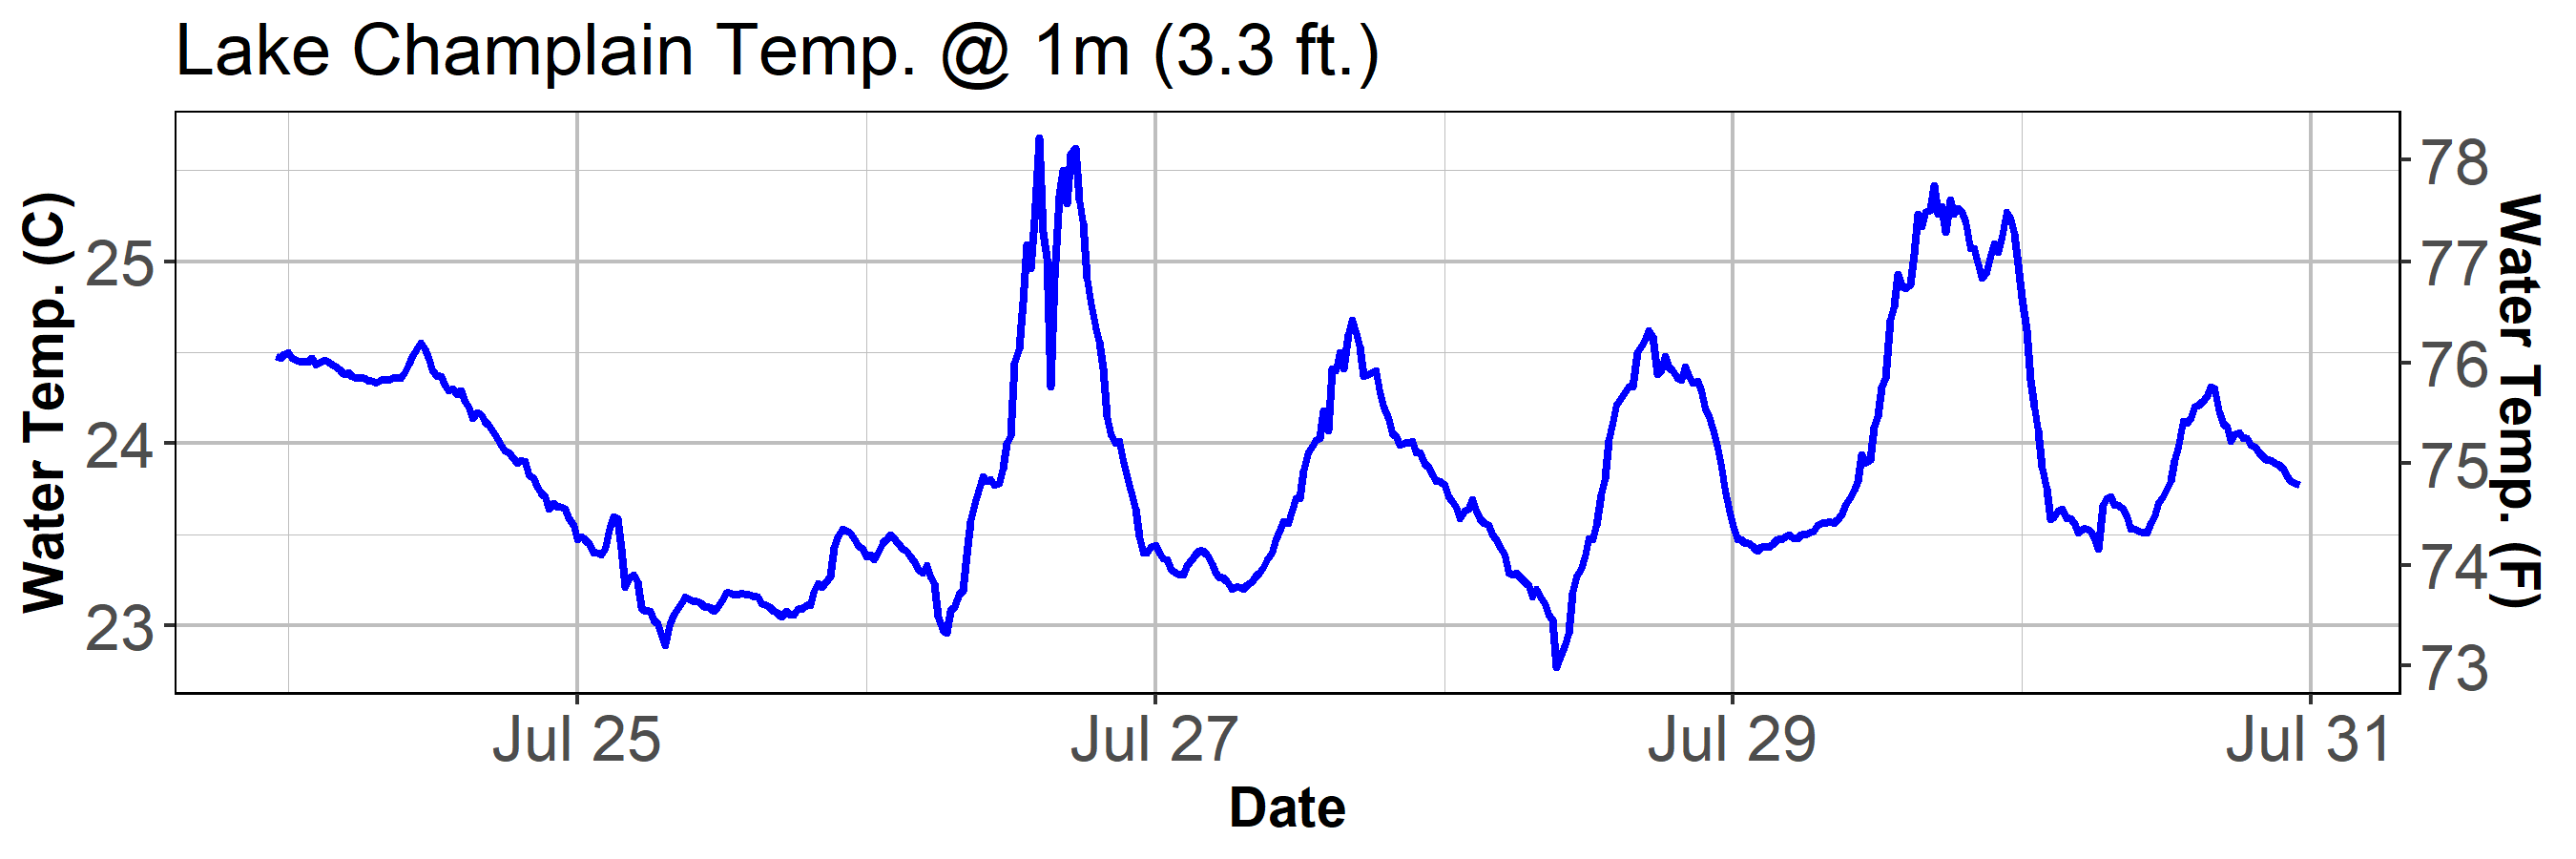 Lake Champlain Temp. @ 1m (3.3 ft.)
Water Temp. (C)
25
24
23
78
77
76
75
74
73
Water Temp. (F)
Jul 25
Jul 27
Jul 29
Jul 31
Date